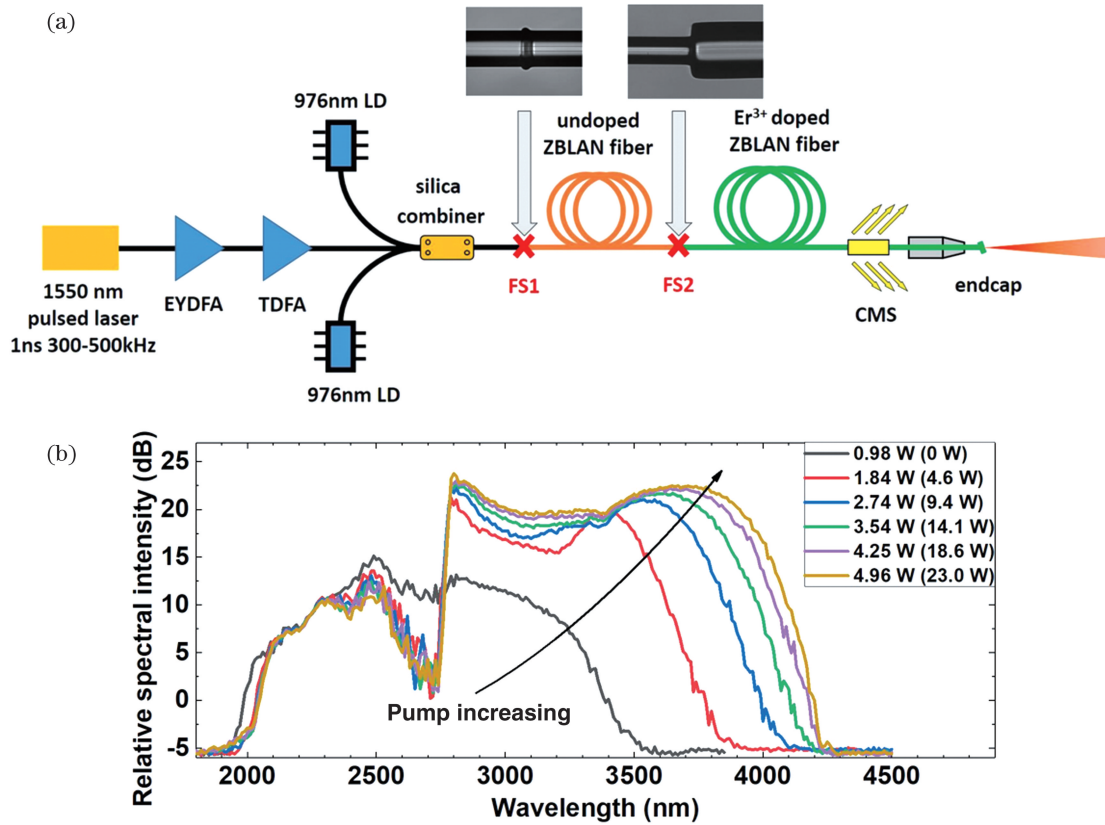 (a)
976nm LD
undoped
ZBLAN fiber
Er³⁺ doped
ZBLAN fiber
silica
combiner
1550 nm
pulsed laser
1ns 300-500kHz
EYDFA
TDFA
976nm LD
FS1
FS2
CMS
endcap
(b)
Relative spectral intensity (dB)
25
20
15
10
5
0
-5
0.98 W (0 W)
1.84 W (4.6 W)
2.74 W (9.4 W)
3.54 W (14.1 W)
4.25 W (18.6 W)
4.96 W (23.0 W)
Pump increasing
2000 2500 3000 3500 4000 4500
Wavelength (nm)